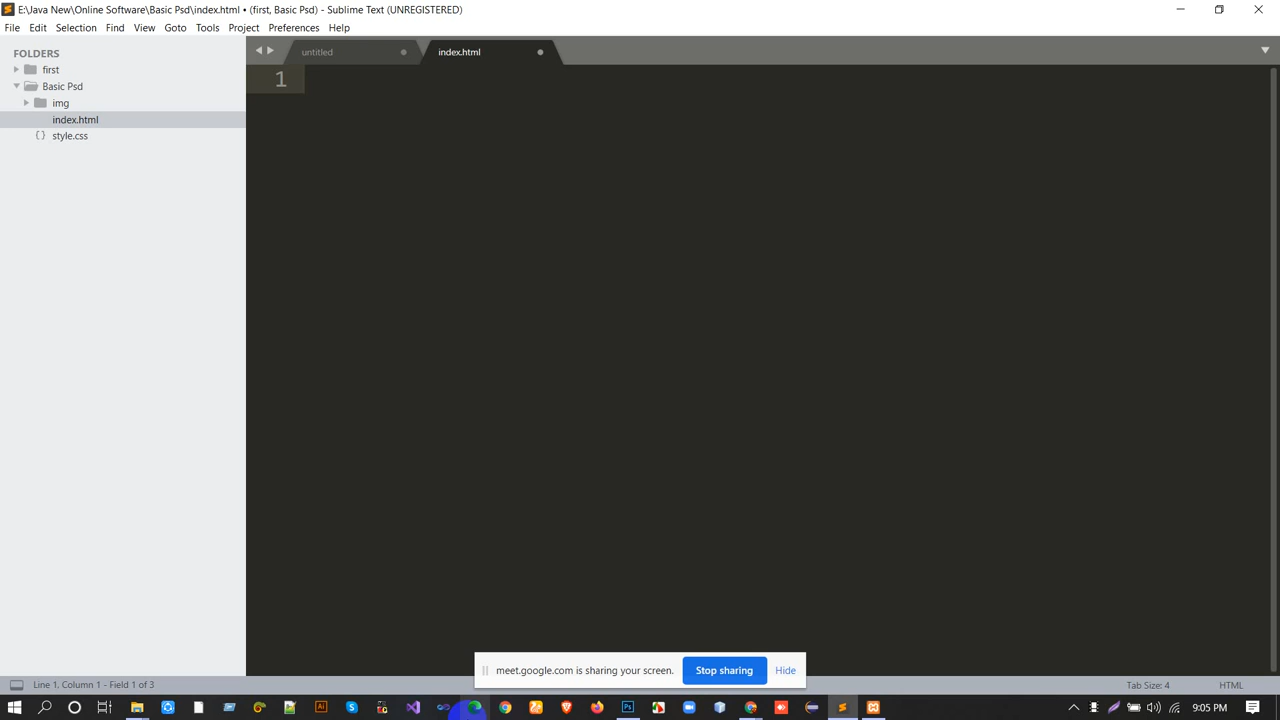 E:\Java New\Online Software\Basic Psd\index.html • (first, Basic Psd) - Sublime Text (UNREGISTERED)
File Edit Selection Find View Goto Tools Project Preferences Help
FOLDERS
first
Basic Psd
img
index.html
{} style.css
untitled
index.html
1
meet.google.com is sharing your screen. Stop sharing Hide
Line 1, Column 1 - Field 1 of 3
Tab Size: 4
HTML
9:05 PM